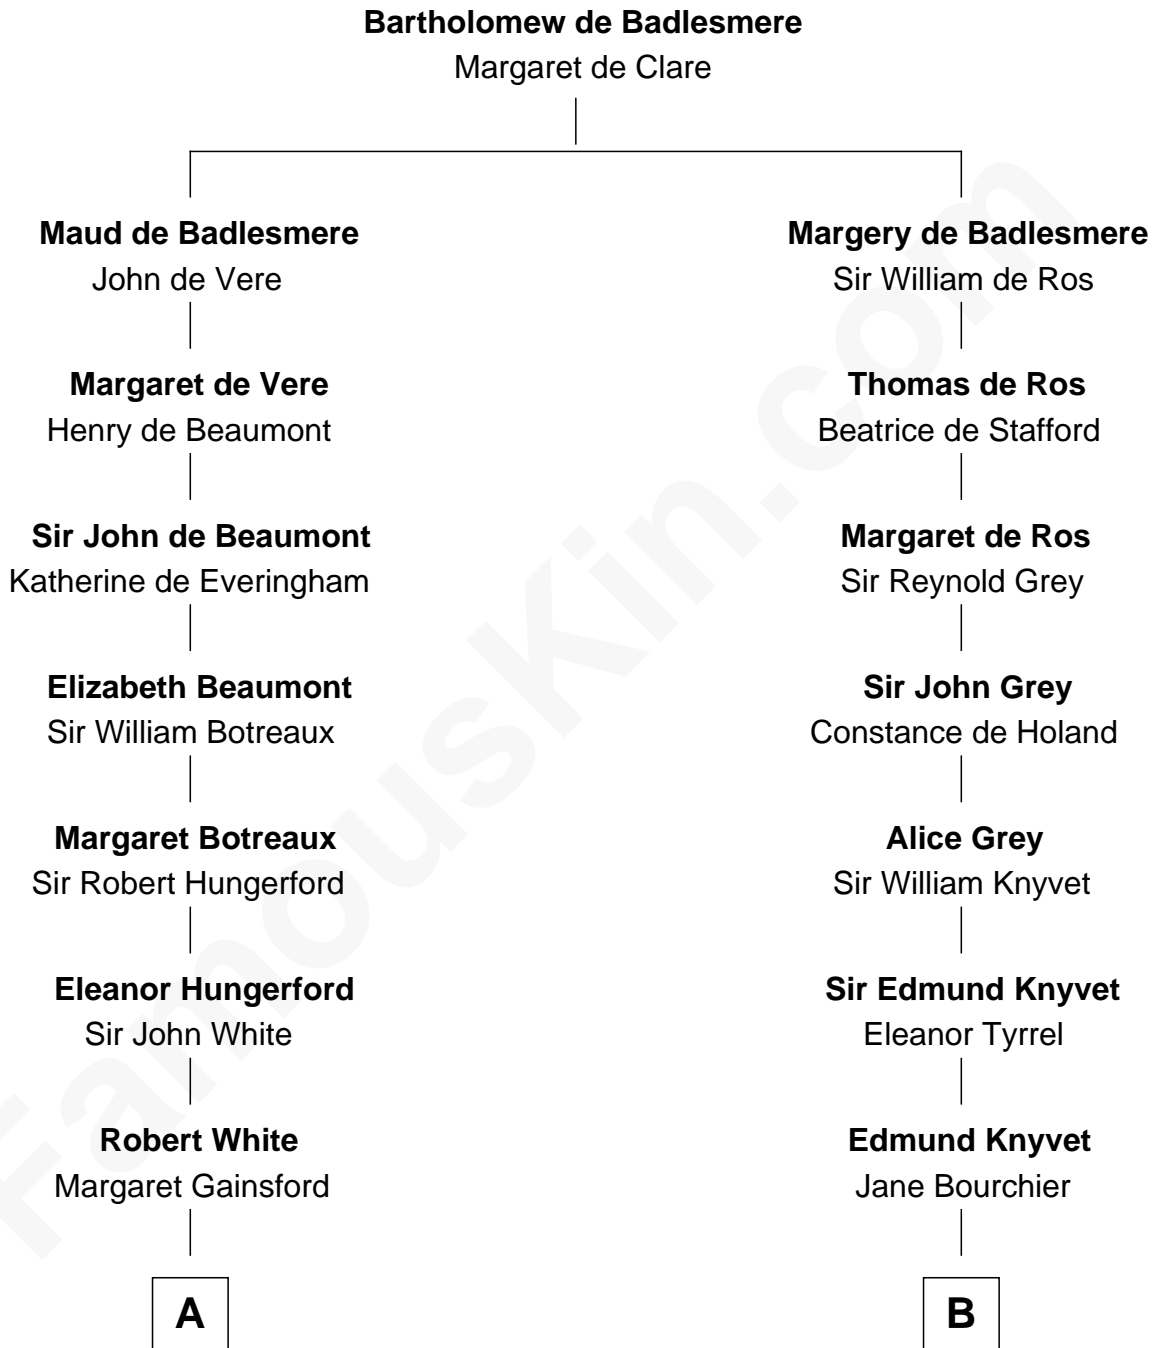 Bartholomew de Badlesmere
Margaret de Clare
Maud de Badlesmere
John de Vere
Margery de Badlesmere
Sir William de Ros
Margaret de Vere
Henry de Beaumont
Thomas de Ros
Beatrice de Stafford
Sir John de Beaumont
Katherine de Everingham
Margaret de Ros
Sir Reynold Grey
Elizabeth Beaumont
Sir William Botreaux
Sir John Grey
Constance de Holand
Margaret Botreaux
Sir Robert Hungerford
Alice Grey
Sir William Knyvet
Eleanor Hungerford
Sir John White
Sir Edmund Knyvet
Eleanor Tyrrel
Robert White
Margaret Gainsford
Edmund Knyvet
Jane Bourchier
A
B
FamousKin.com